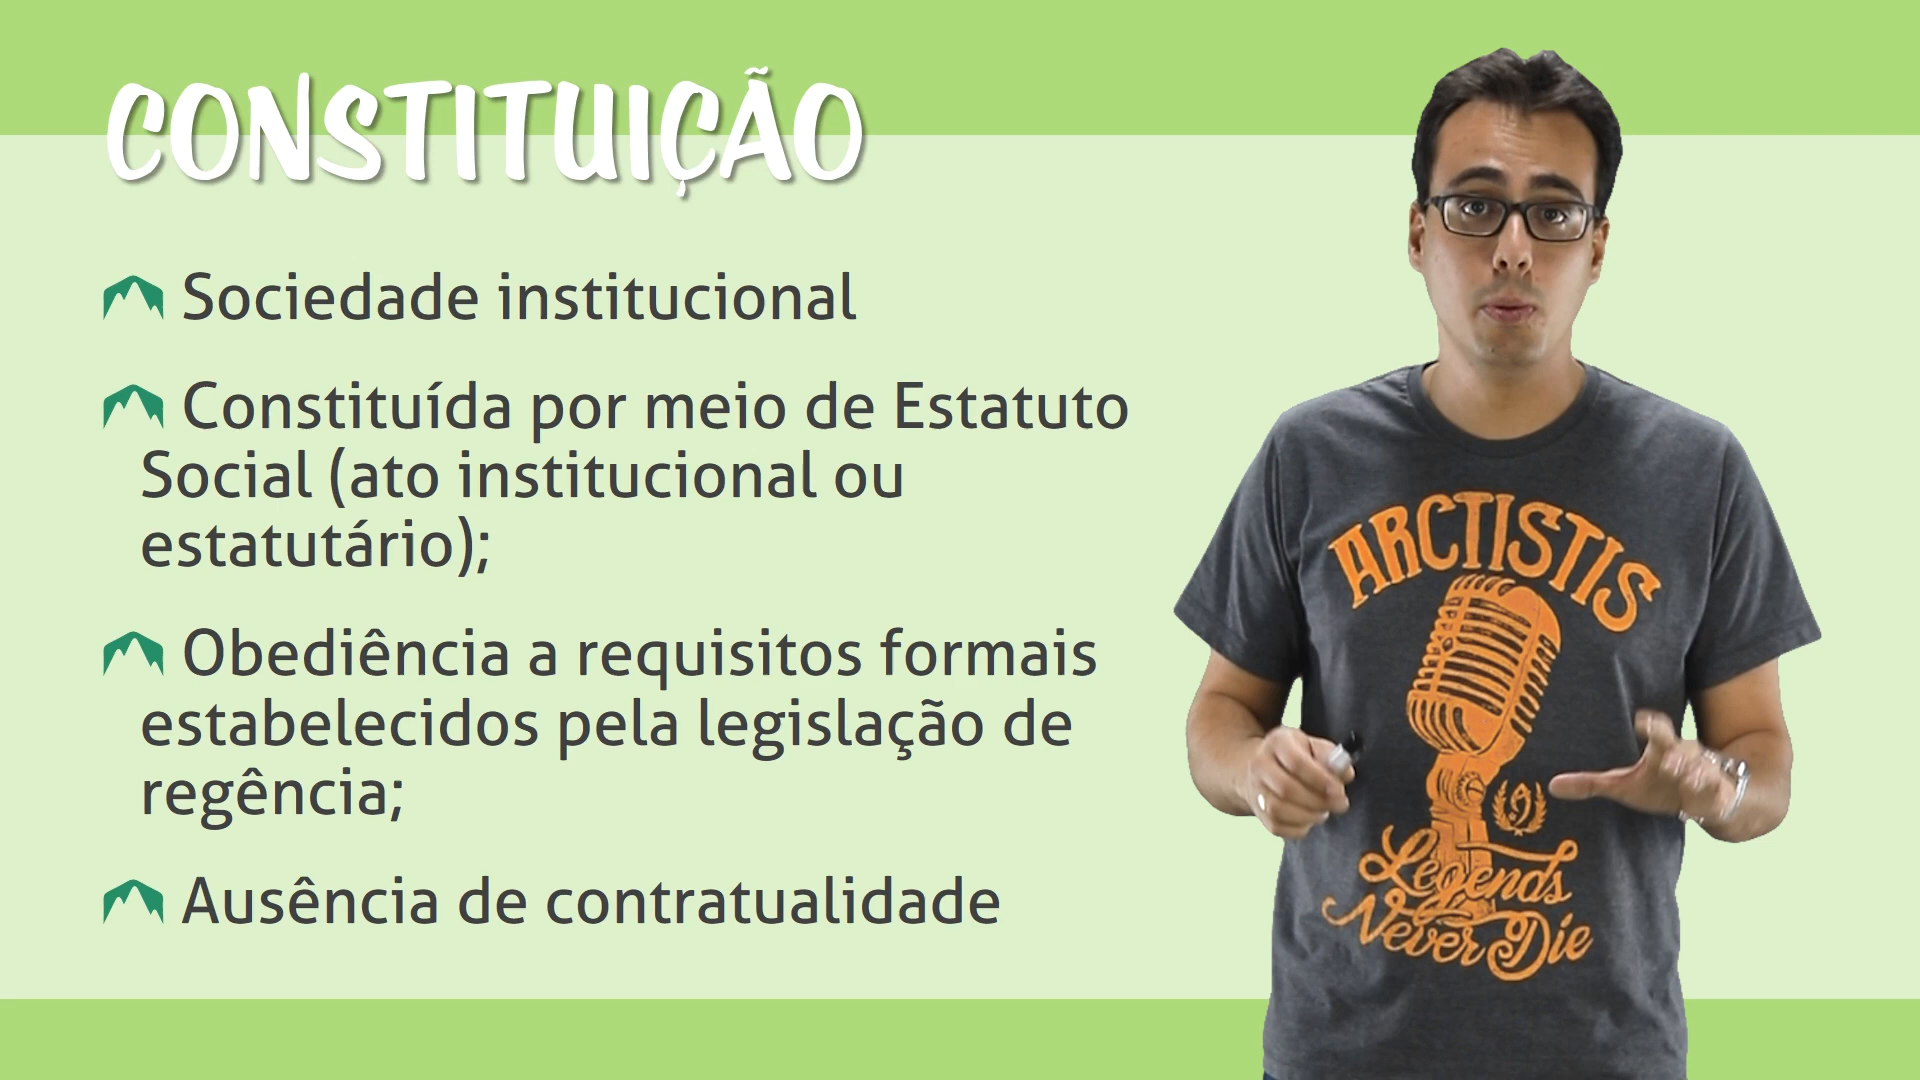 CONSTITUIÇÃO
Sociedade institucional
Constituída por meio de Estatuto
Social (ato institucional ou
estatutário);
Obediência a requisitos formais
estabelecidos pela legislação de
regência;
Ausência de contratualidade
ARCTISTIS
Legends
Never Die